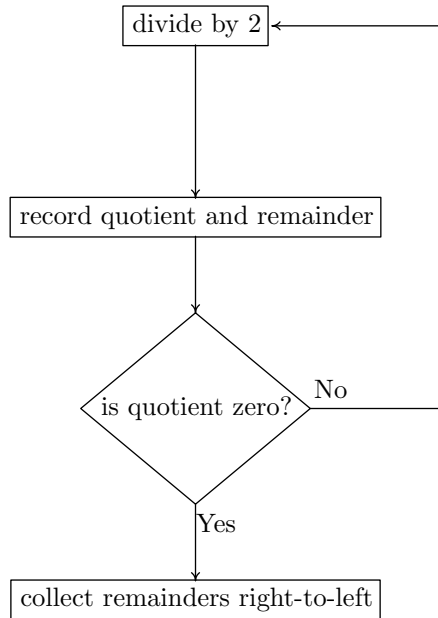 divide by 2
record quotient and remainder
is quotient zero?
No
Yes
collect remainders right-to-left